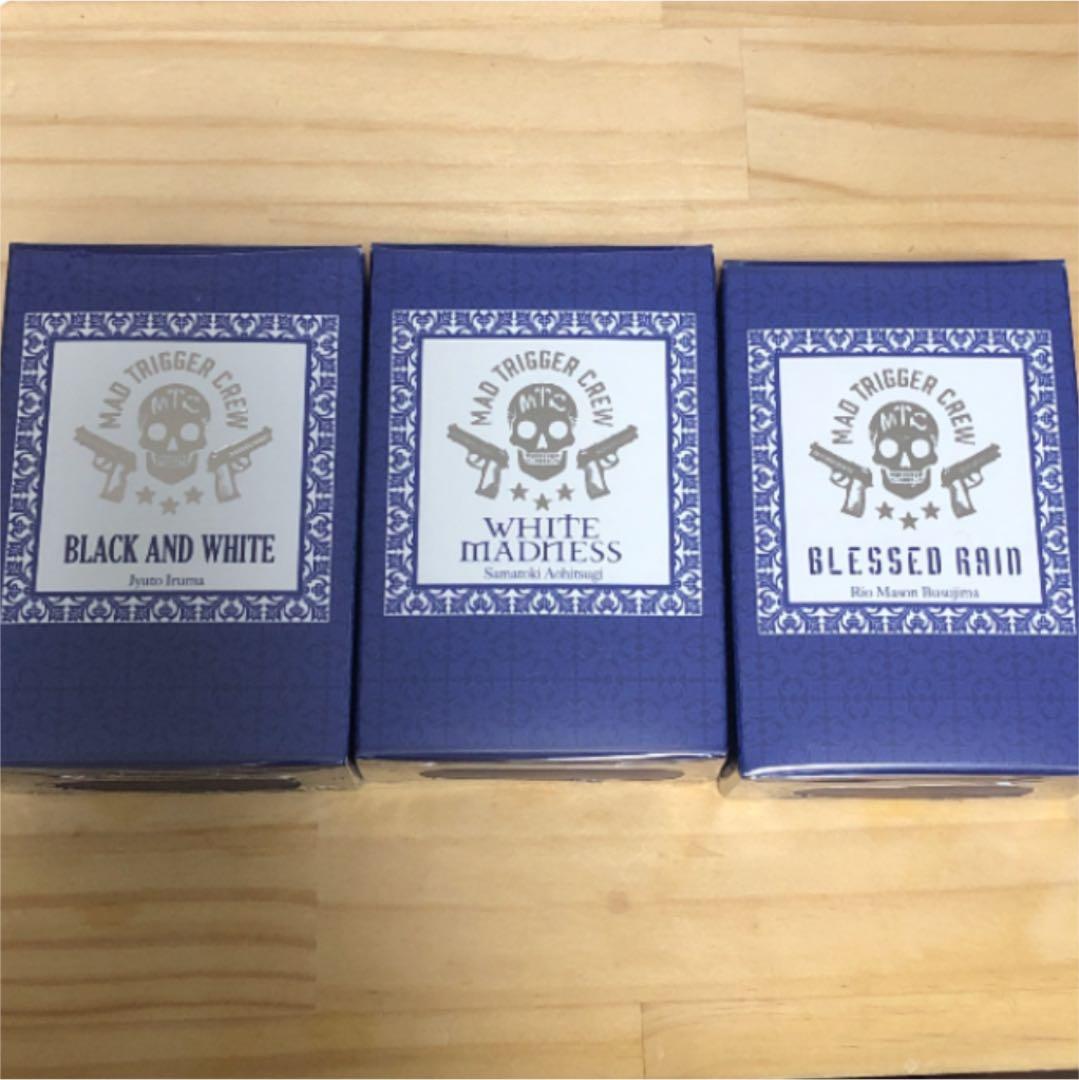 MAD TRIGGER CREW
MTC
BLACK AND WHITE
Jyuto Iruma
MAD TRIGGER CREW
MTC
WHITE
MADNESS
Samatoki Aohitsugi
MAD TRIGGER CREW
MTC
BLESSED RAIN
Rio Mason Busujima